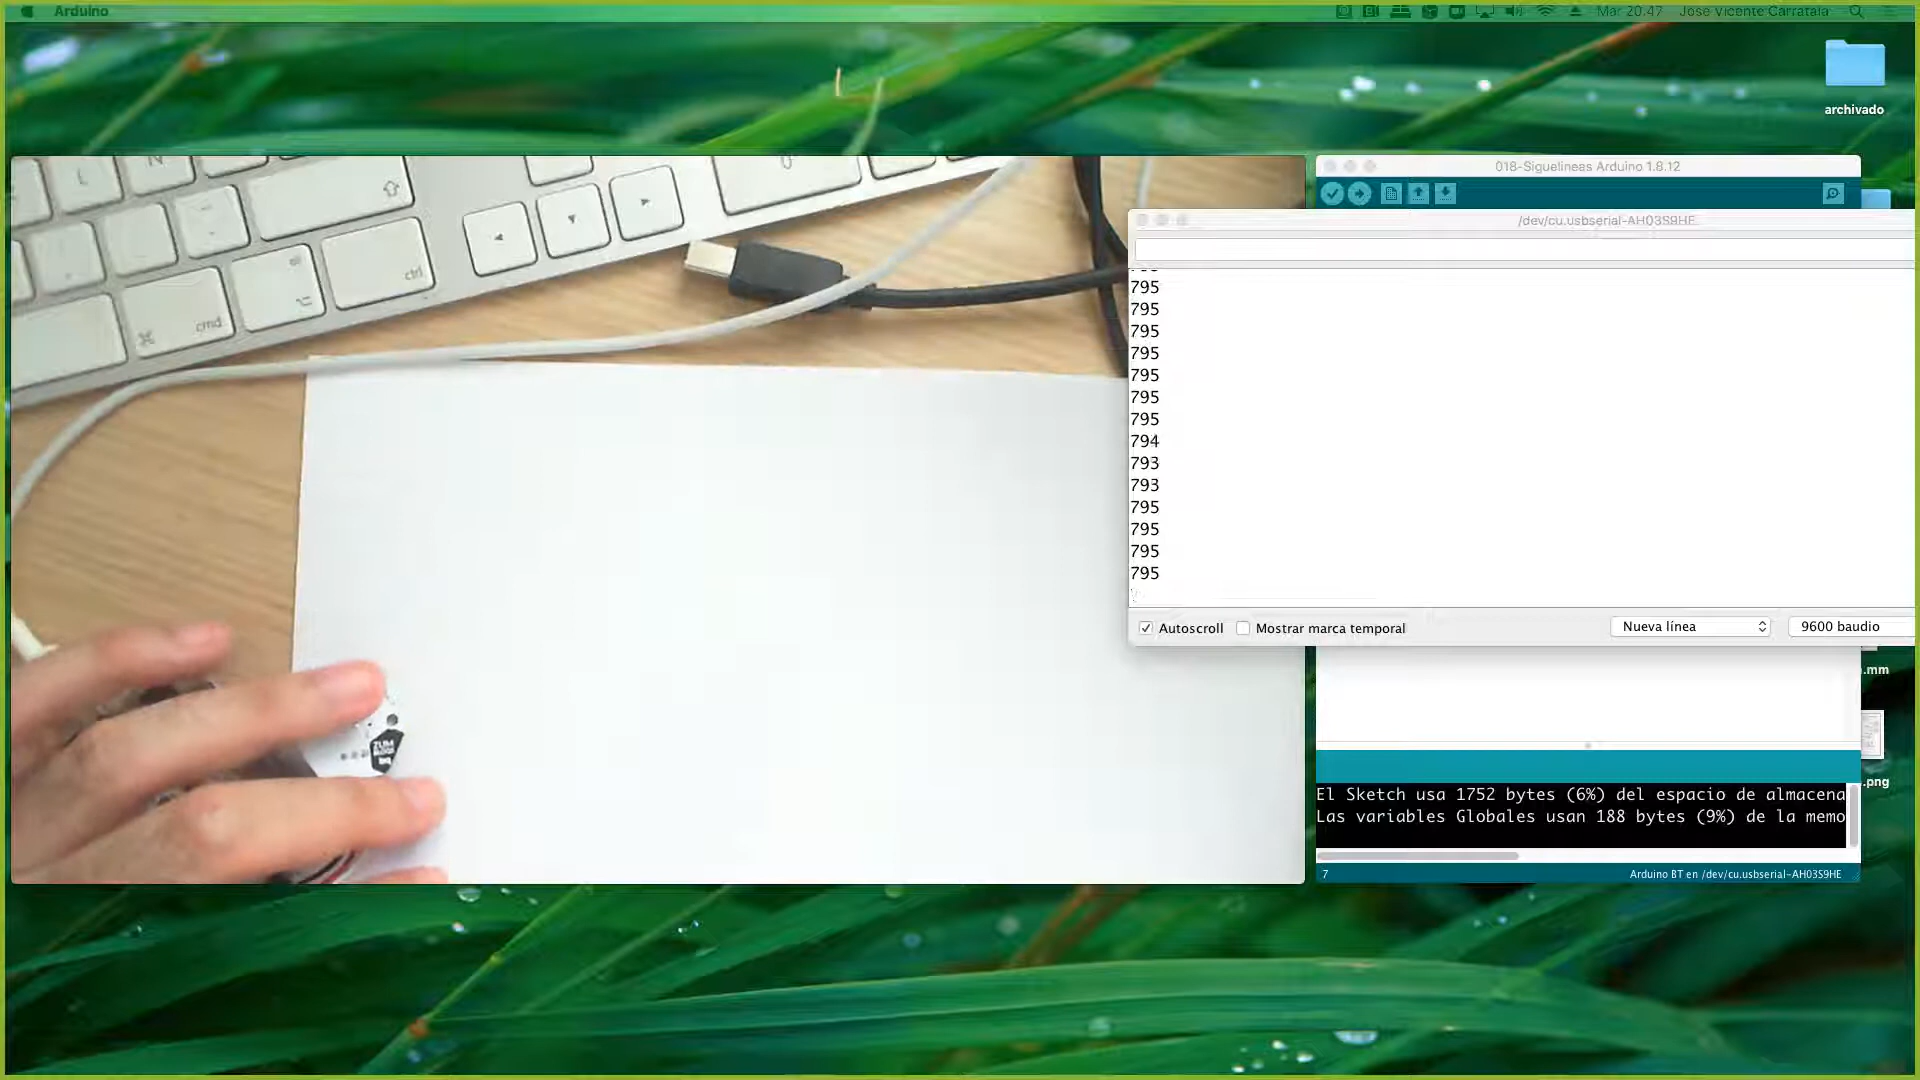 Arduino
Mar 20:47 Jose Vicente Carratala
archivado
018-Siguelineas Arduino 1.8.12
/dev/cu.usbserial-AH03S9HE
795
795
795
795
795
795
795
794
793
793
795
795
795
795
Autoscroll
Mostrar marca temporal
Nueva línea
9600 baudio
ctrl
cmd
ZUM
bq
.mm
.png
El Sketch usa 1752 bytes (6%) del espacio de almacena
Las variables Globales usan 188 bytes (9%) de la memo
7
Arduino BT en /dev/cu.usbserial-AH03S9HE